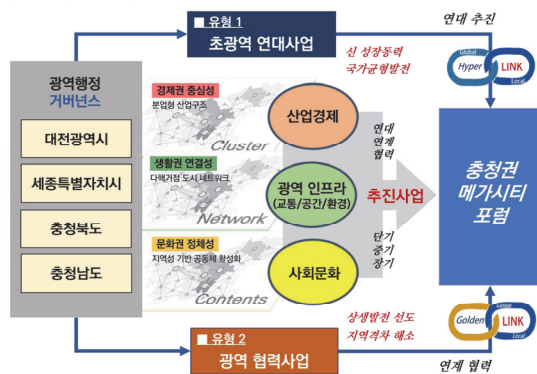 ■ 유형 1
초광역 연대사업
연대 추진
신 성장동력
국가균형발전
Global
Hyper
LINK
Local
광역행정
거버넌스
대전광역시
세종특별자치시
충청북도
충청남도
경제권 중심성
분업형 산업구조
Cluster
산업경제
생활권 연결성
다핵거점 도시 네트워크
Network
광역 인프라
(교통/공간/환경)
문화권 정체성
지역성 기반 공동체 활성화
Contents
사회문화
연대
연계
협력
추진사업
단기
중기
장기
충청권
메가시티
포럼
■ 유형 2
광역 협력사업
상생발전 선도
지역격차 해소
Global
Golden
LINK
Local
연계 협력